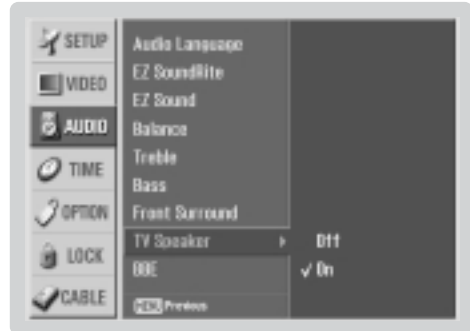 SETUP
VIDEO
AUDIO
TIME
OPTION
LOCK
CABLE
Audio Language
EZ SoundRite
EZ Sound
Balance
Treble
Bass
Front Surround
TV Speaker
BBE
MENU Previous
Off
✓ On